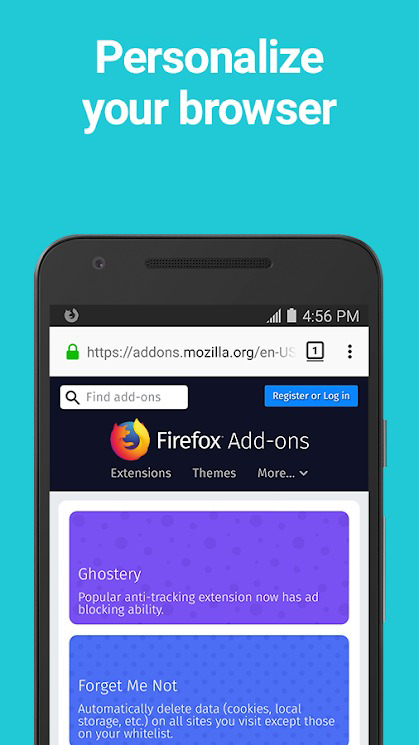 Personalize
your browser
4:56 PM
https://addons.mozilla.org/en-US
1
Find add-ons
Register or Log in
Firefox Add-ons
Extensions Themes More...
Ghostery
Popular anti-tracking extension now has ad
blocking ability.
Forget Me Not
Automatically delete data (cookies, local
storage, etc.) on all sites you visit except those
on your whitelist.